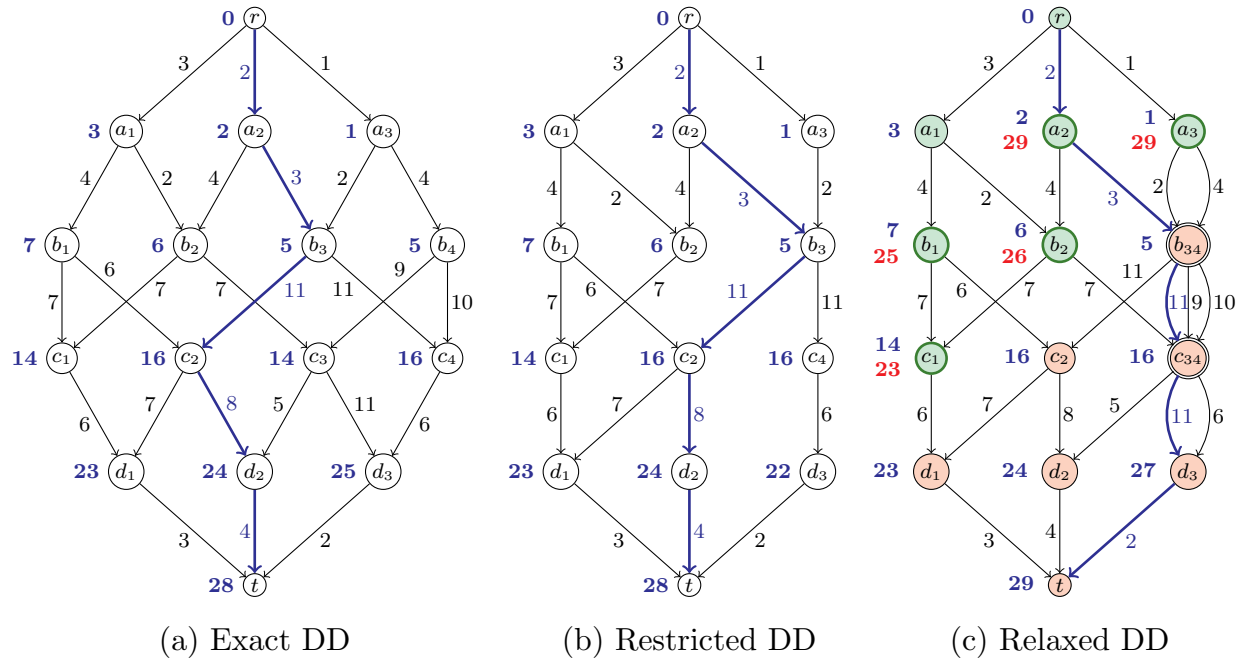 0 r 0 r 0 r
3 2 1 3 2 1 3 2 1
3 a1 2 a2 1 a3 3 a1 2 a2 1 a3 3 a1 2 29 a2 1 29 a3
4 2 4 3 2 4 4 2 4 3 2 4 2 4 3 2 4
7 b1 6 b2 5 b3 5 b4 7 b1 6 b2 5 b3 7 25 b1 6 26 b2 5 b34
7 6 7 7 11 11 9 10 7 6 7 11 11 7 6 7 7 11 11 9 10
14 c1 16 c2 14 c3 16 c4 14 c1 16 c2 16 c4 14 23 c1 16 c2 16 c34
6 7 8 5 11 6 6 7 8 6 6 7 8 5 11 6
23 d1 24 d2 25 d3 23 d1 24 d2 22 d3 23 d1 24 d2 27 d3
3 4 2 3 4 2 3 4 2
28 t 28 t 29 t
(a) Exact DD (b) Restricted DD (c) Relaxed DD